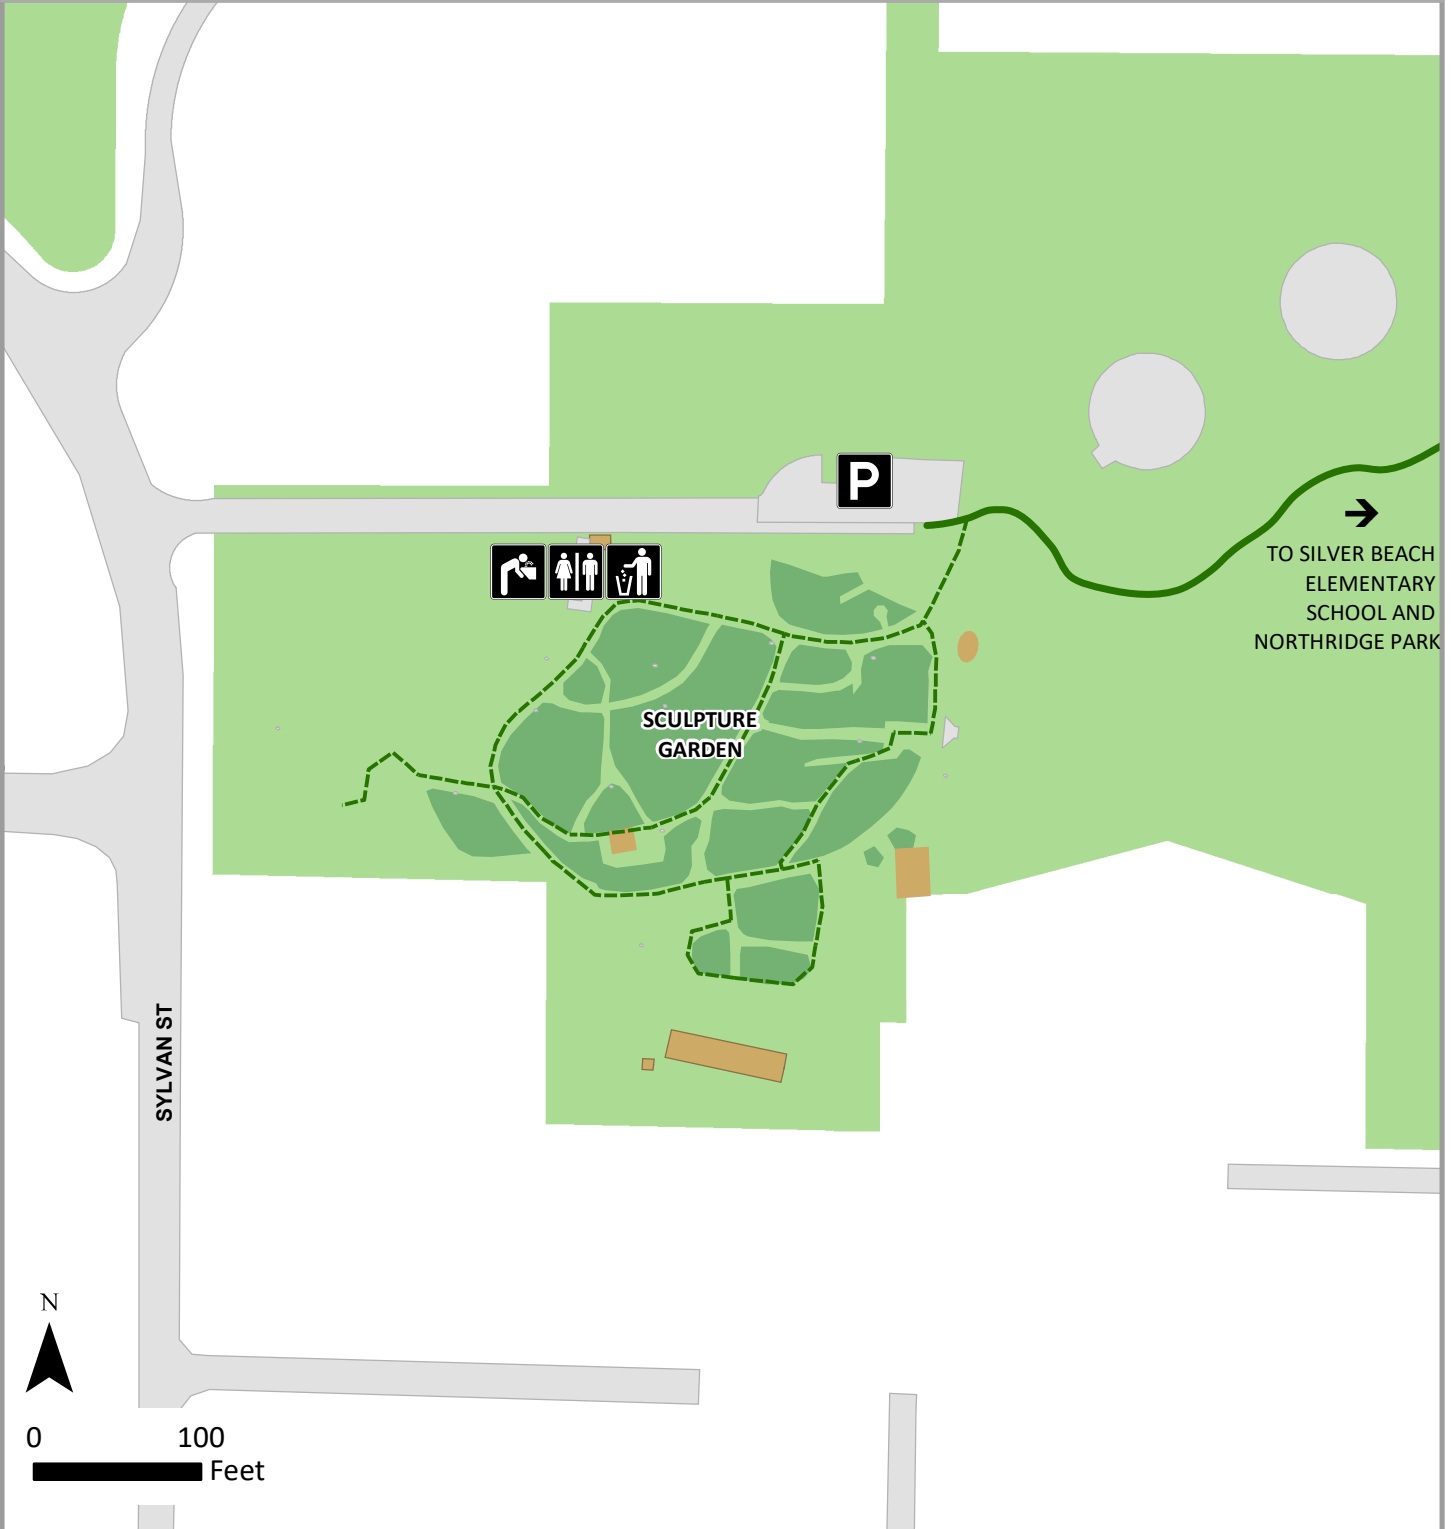 P
TO SILVER BEACH
ELEMENTARY
SCHOOL AND
NORTHRIDGE PARK
SCULPTURE
GARDEN
SYLVAN ST
N
0 100
Feet